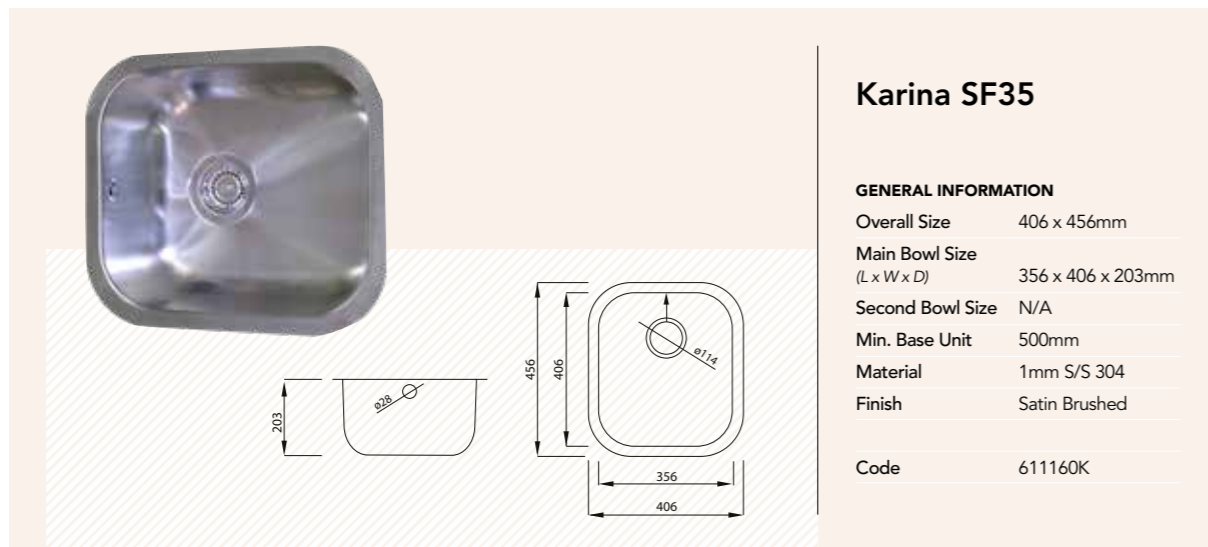 Karina SF35
GENERAL INFORMATION
Overall Size 406 x 456mm
Main Bowl Size
(L x W x D) 356 x 406 x 203mm
Second Bowl Size N/A
Min. Base Unit 500mm
Material 1mm S/S 304
Finish Satin Brushed
Code 611160K
203
ø28
456
406
ø114
356
406